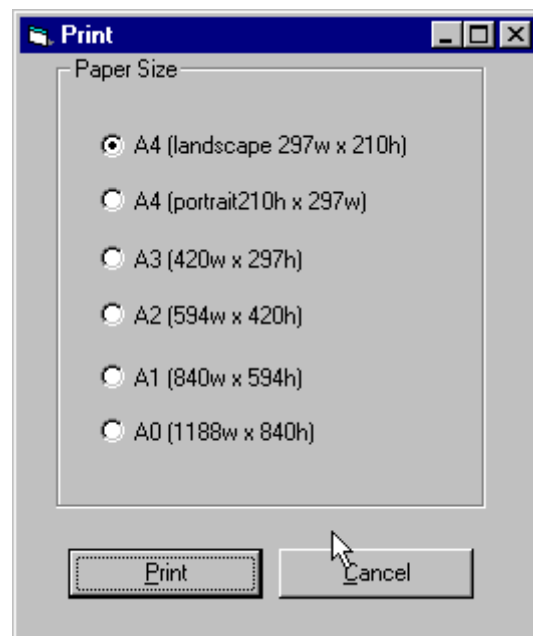 Print
Paper Size
A4 (landscape 297w x 210h)
A4 (portrait210h x 297w)
A3 (420w x 297h)
A2 (594w x 420h)
A1 (840w x 594h)
A0 (1188w x 840h)
Print Cancel